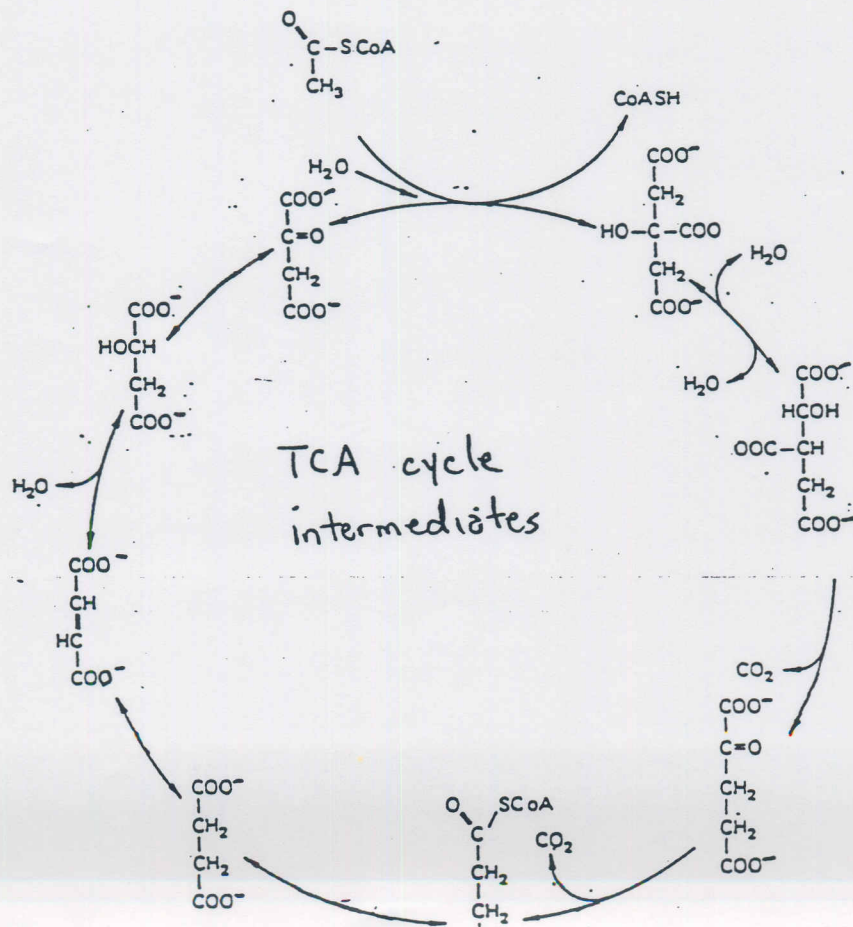 O
C–SCoA
CH₃
CoASH
H₂O
COO⁻
C=O
CH₂
COO⁻
COO⁻
CH₂
HO–C–COO
CH₂
COO⁻
H₂O
H₂O
COO⁻
HOCH
CH₂
COO⁻
COO⁻
HCOH
OOC–CH
CH₂
COO⁻
TCA cycle
intermediates
H₂O
COO⁻
CH
HC
COO⁻
CO₂
COO⁻
C=O
CH₂
CH₂
COO⁻
COO⁻
CH₂
CH₂
COO⁻
O
SCoA
C
CH₂
CH₂
CO₂